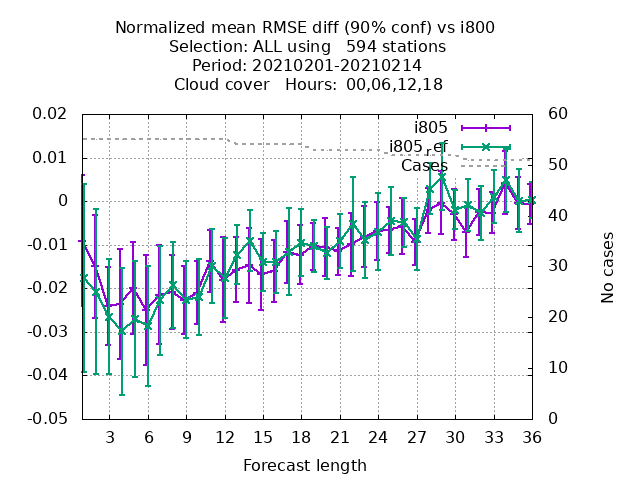 Normalized mean RMSE diff (90% conf) vs i800
Selection: ALL using   594 stations
Period: 20210201-20210214
Cloud cover   Hours: 00,06,12,18
0.02
0.01
0
-0.01
-0.02
-0.03
-0.04
-0.05
60
50
40
30
20
10
0
No cases
i805
i805_ref
Cases
3 6 9 12 15 18 21 24 27 30 33 36
Forecast length